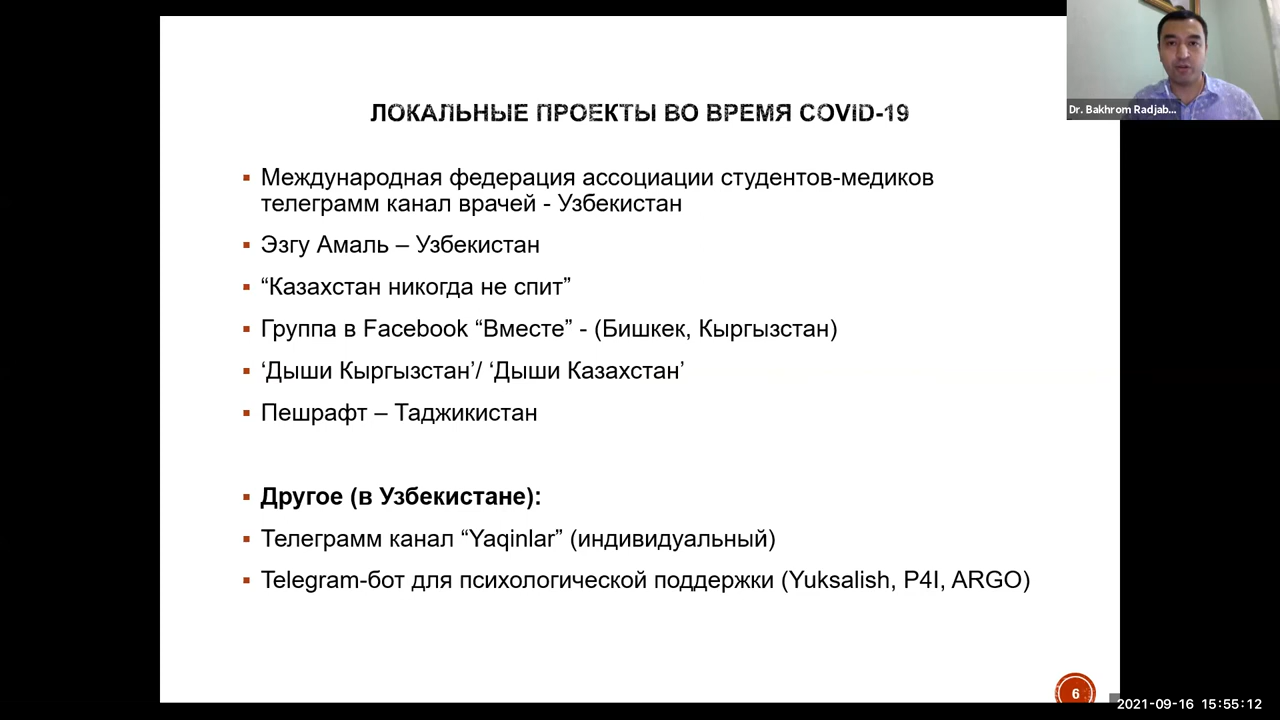 ЛОКАЛЬНЫЕ ПРОЕКТЫ ВО ВРЕМЯ COVID-19
Dr. Bakhrom Radjab...
▪ Международная федерация ассоциации студентов-медиков
телеграмм канал врачей - Узбекистан
▪ Эзгу Амаль – Узбекистан
▪ “Казахстан никогда не спит”
▪ Группа в Facebook “Вместе” - (Бишкек, Кыргызстан)
▪ ‘Дыши Кыргызстан’/ ‘Дыши Казахстан’
▪ Пешрафт – Таджикистан
▪ Другое (в Узбекистане):
▪ Телеграмм канал “Yaqinlar” (индивидуальный)
▪ Telegram-бот для психологической поддержки (Yuksalish, P4I, ARGO)
6
2021-09-16 15:55:12